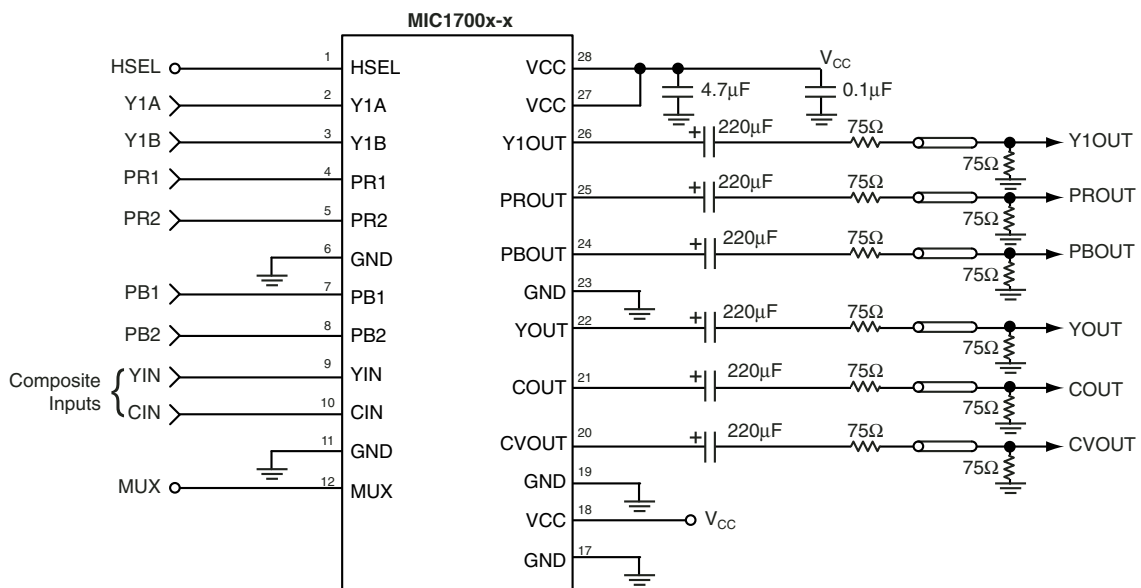 MIC1700x-x
HSEL 1 HSEL VCC 28 V_CC
Y1A 2 Y1A VCC 27 4.7µF 0.1µF
Y1B 3 Y1B Y1OUT 26 + 220µF 75Ω 75Ω Y1OUT
PR1 4 PR1 PROUT 25 + 220µF 75Ω 75Ω PROUT
PR2 5 PR2 PBOUT 24 + 220µF 75Ω 75Ω PBOUT
6 GND GND 23
PB1 7 PB1 YOUT 22 + 220µF 75Ω 75Ω YOUT
PB2 8 PB2 COUT 21 + 220µF 75Ω 75Ω COUT
Composite Inputs
YIN 9 YIN CVOUT 20 + 220µF 75Ω 75Ω CVOUT
CIN 10 CIN GND 19
11 GND VCC 18 V_CC
MUX 12 MUX GND 17